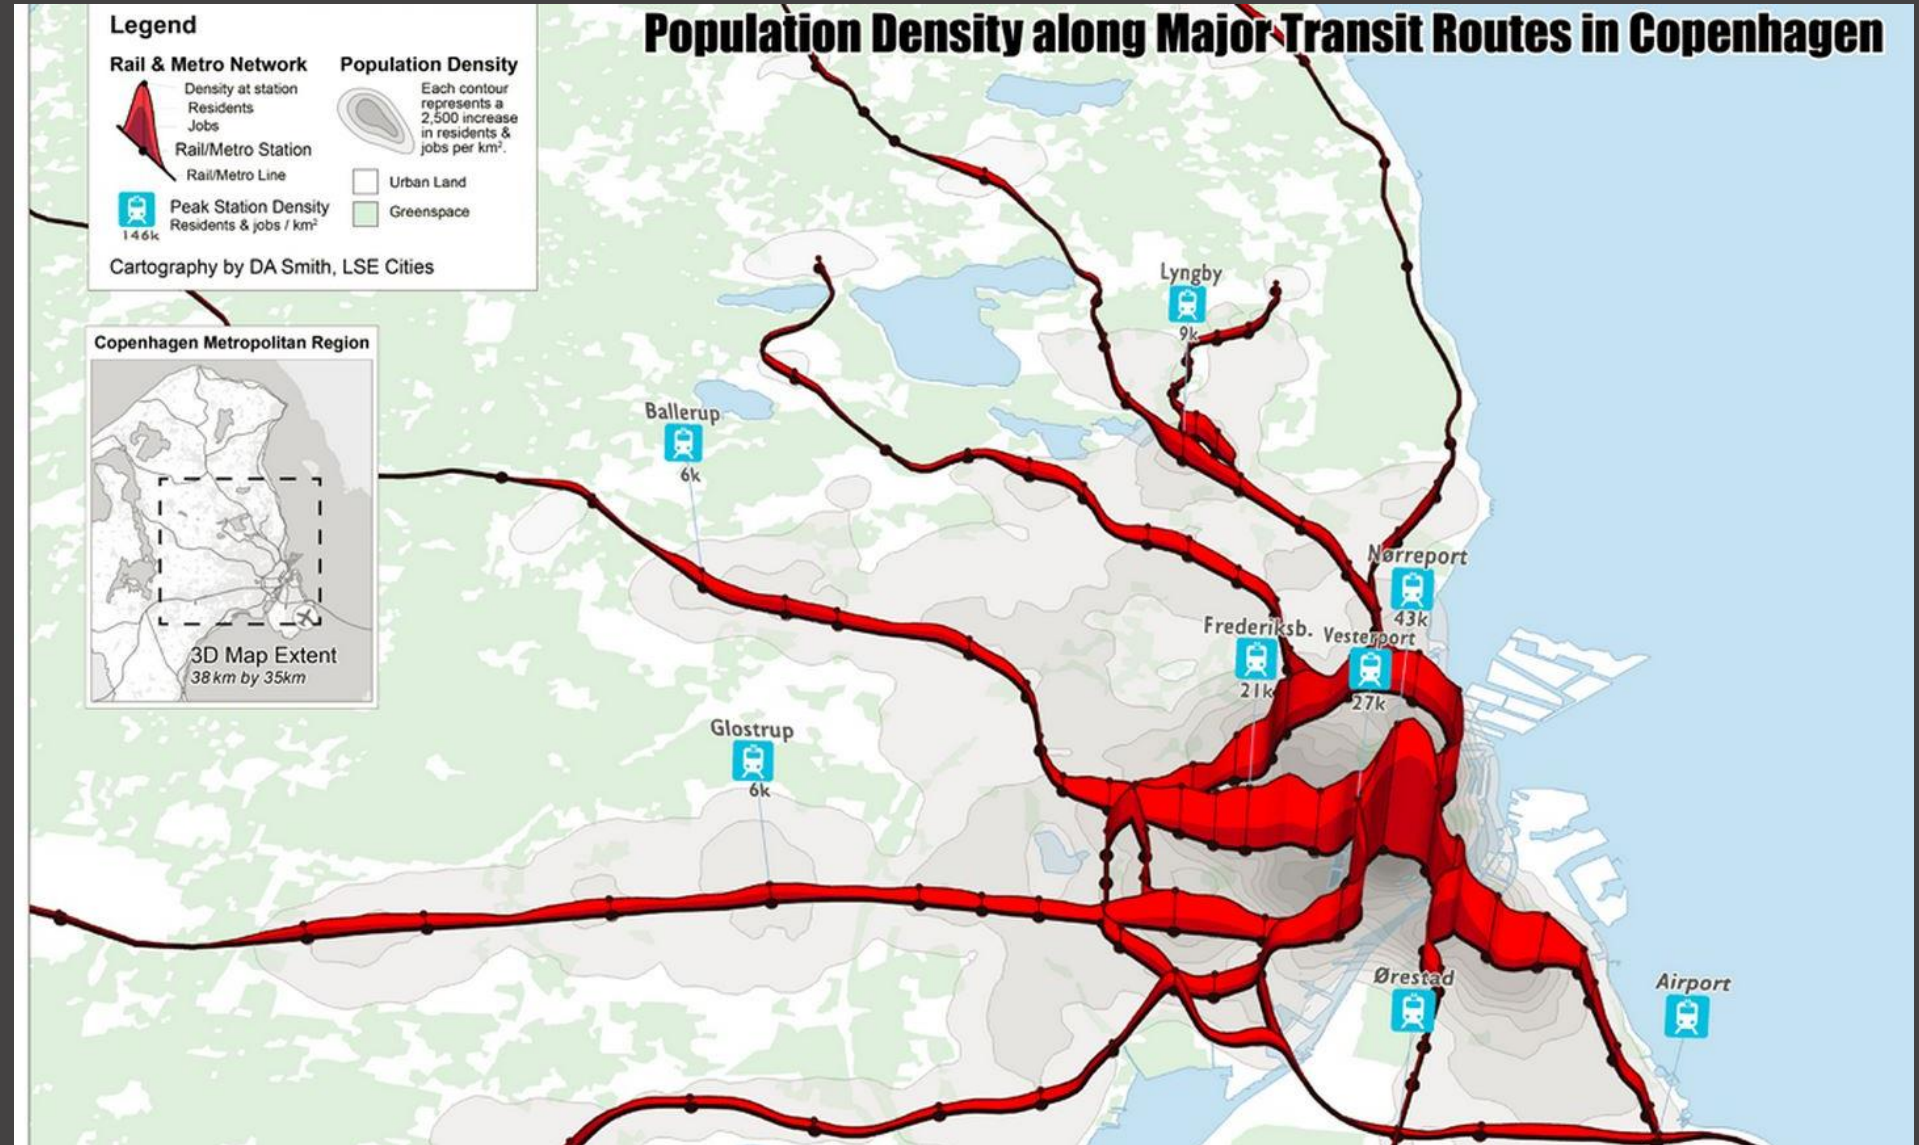 Population Density along Major Transit Routes in Copenhagen
Legend
Rail & Metro Network
Density at station
Residents
Jobs
Rail/Metro Station
Rail/Metro Line
146k
Peak Station Density
Residents & jobs / km²
Population Density
Each contour
represents a
2,500 increase
in residents &
jobs per km².
Urban Land
Greenspace
Cartography by DA Smith, LSE Cities
Copenhagen Metropolitan Region
3D Map Extent
38km by 35km
Lyngby
9k
Ballerup
6k
Nørreport
43k
Frederiksb.
21k
Vesterport
27k
Glostrup
6k
Ørestad
Airport